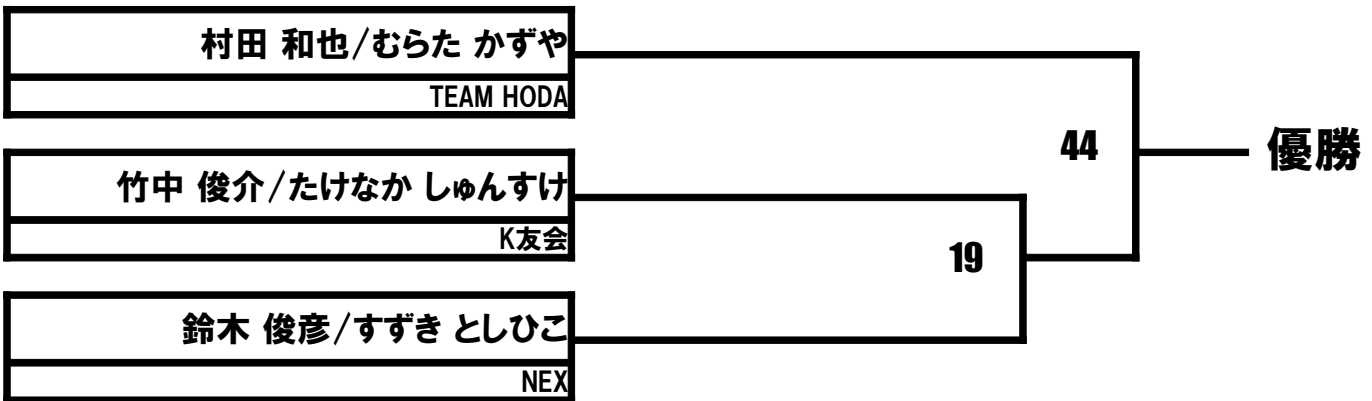 村田 和也/むらた かずや
TEAM HODA
44
優勝
竹中 俊介/たけなか しゅんすけ
K友会
19
鈴木 俊彦/すずき としひこ
NEX